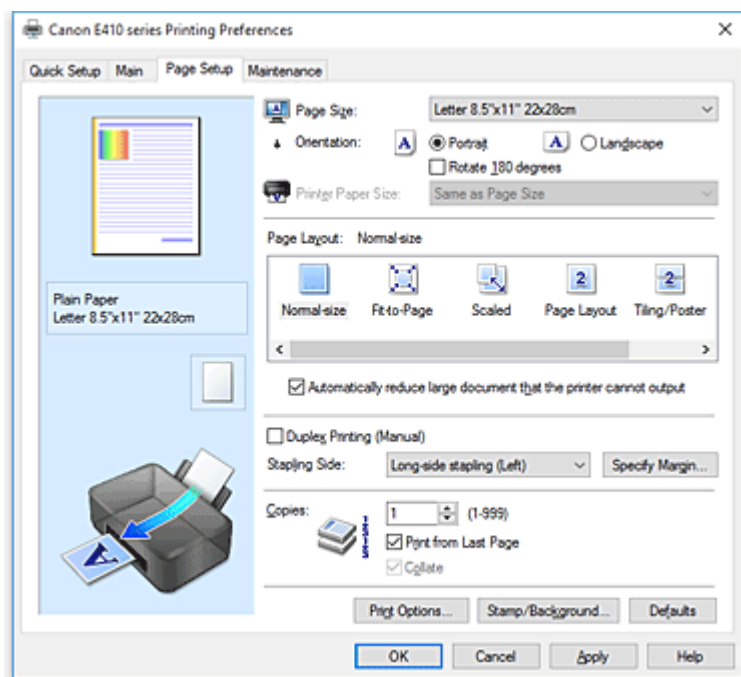 Canon E410 series Printing Preferences
Quick Setup Main Page Setup Maintenance
Page Size: Letter 8.5"x11" 22x28cm
Orientation: A Portrait A Landscape
Rotate 180 degrees
Printer Paper Size: Same as Page Size
Page Layout: Normal-size
Normal-size Fit-to-Page Scaled Page Layout Tiling/Poster
Plain Paper
Letter 8.5"x11" 22x28cm
Automatically reduce large document that the printer cannot output
Duplex Printing (Manual)
Stapling Side: Long-side stapling (Left) Specify Margin...
Copies: 1 (1-999)
Print from Last Page
Collate
Print Options... Stamp/Background... Defaults
OK Cancel Apply Help